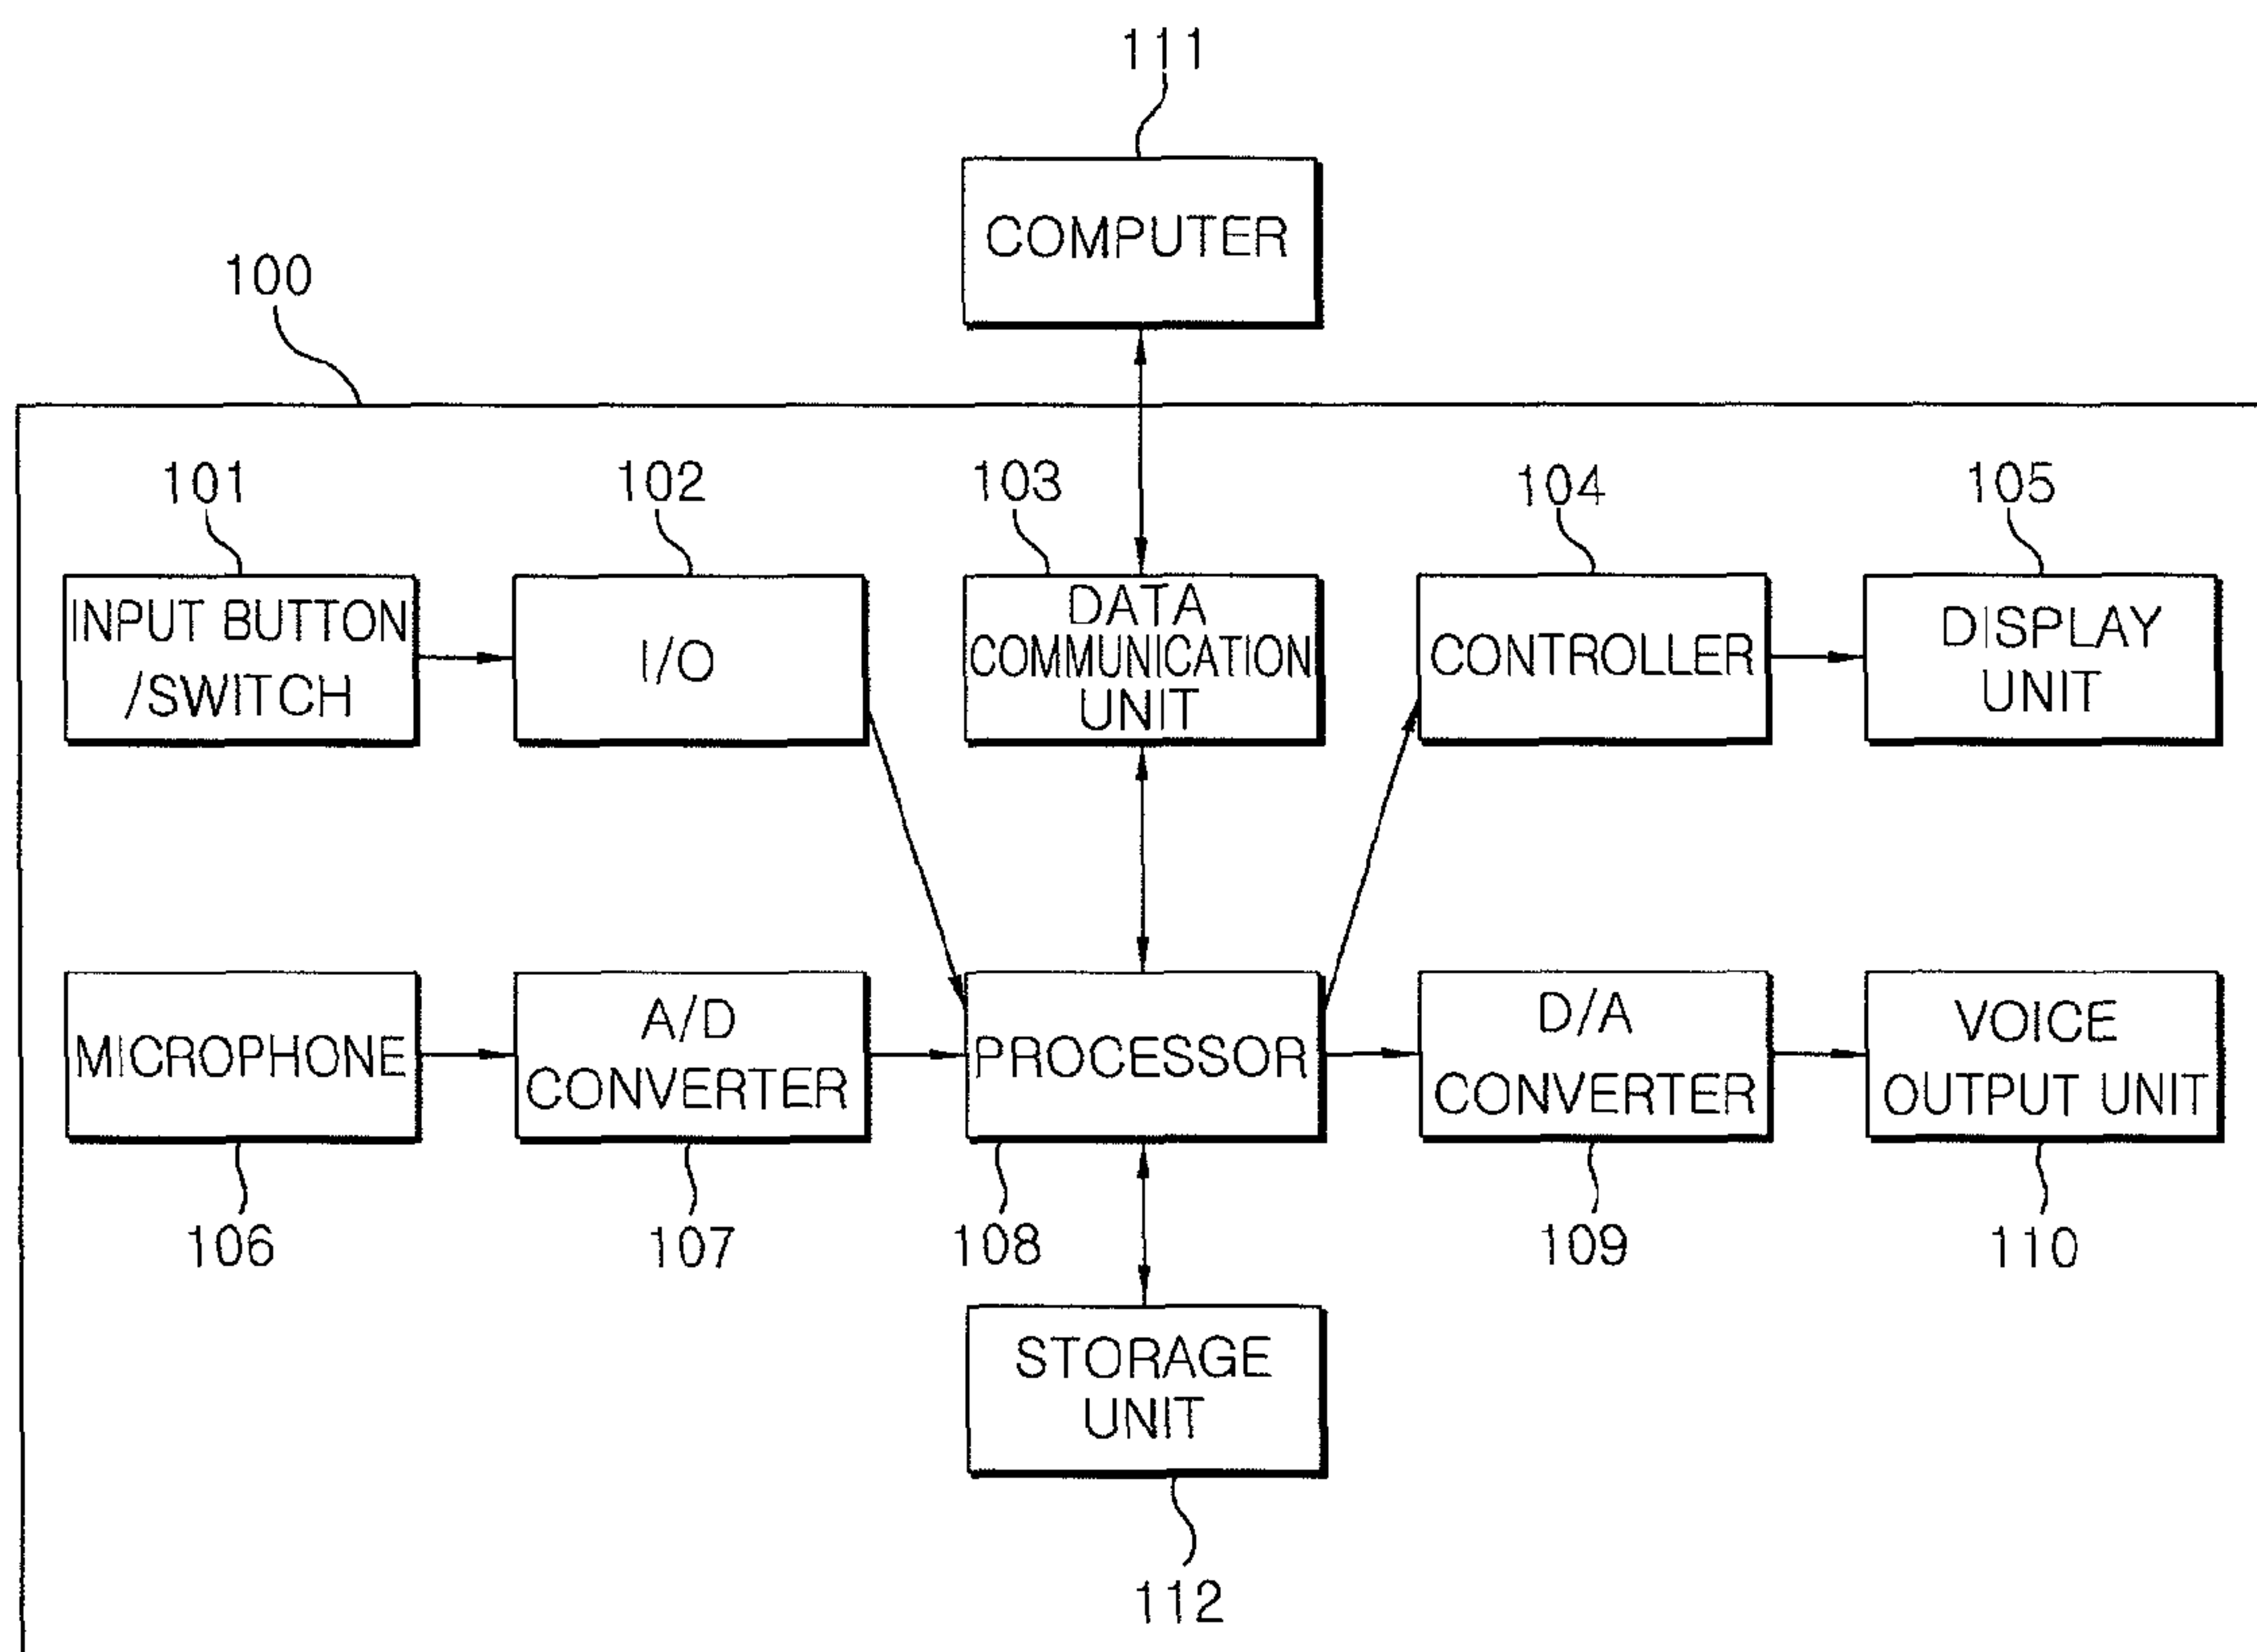 111
COMPUTER
100
101
102
103
104
105
INPUT BUTTON
/SWITCH
I/O
DATA
COMMUNICATION
UNIT
CONTROLLER
DISPLAY
UNIT
MICROPHONE
A/D
CONVERTER
PROCESSOR
D/A
CONVERTER
VOICE
OUTPUT UNIT
106
107
108
109
110
STORAGE
UNIT
112